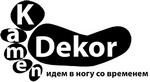 Kamen
Dekor
идем в ногу со временем